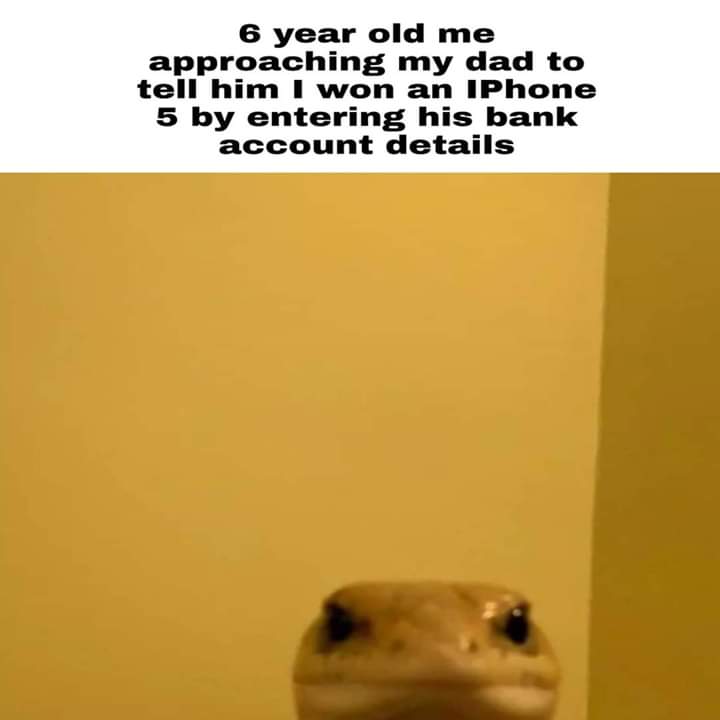 6 year old me
approaching my dad to
tell him I won an IPhone
5 by entering his bank
account details